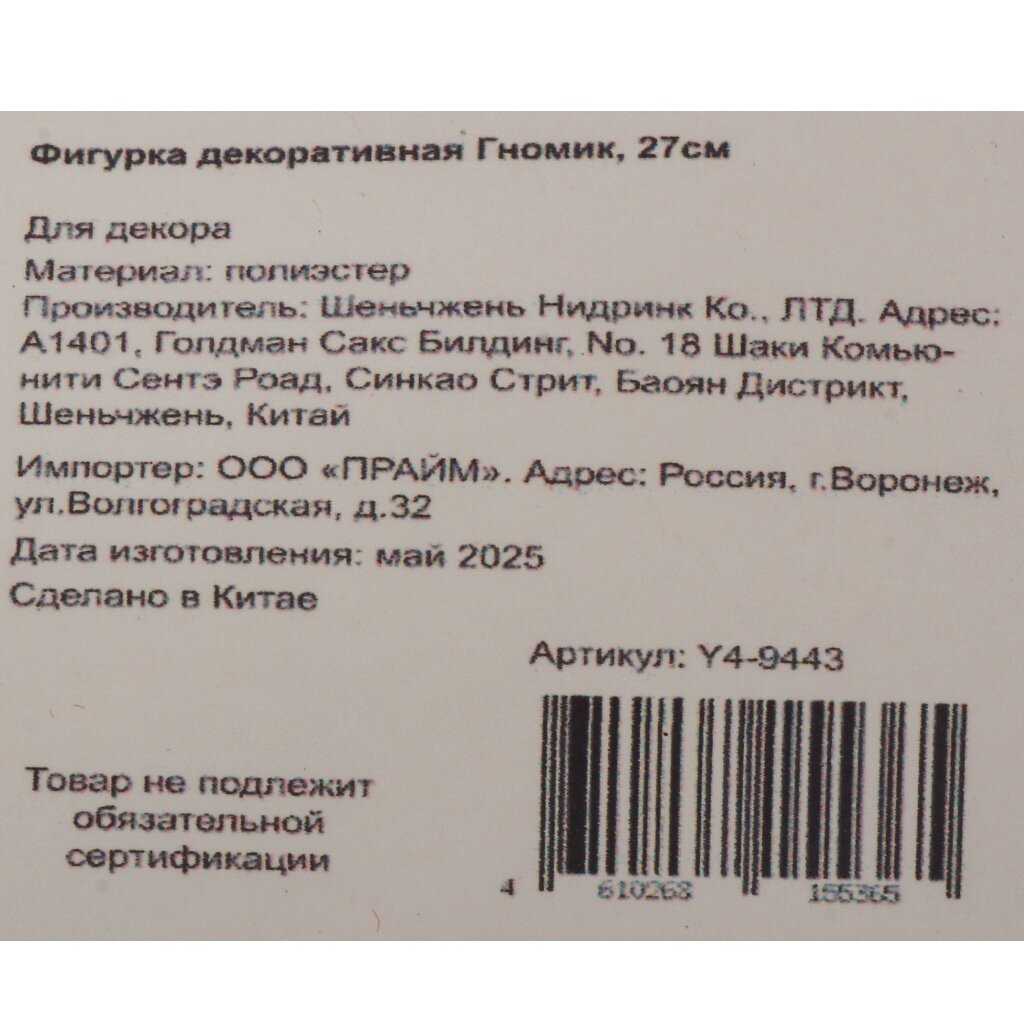 Фигурка декоративная Гномик, 27см
Для декора
Материал: полиэстер
Производитель: Шеньчжень Нидринк Ко., ЛТД. Адрес:
А1401, Голдман Сакс Билдинг, No. 18 Шаки Комью-
нити Сентэ Роад, Синкао Стрит, Баоян Дистрикт,
Шеньчжень, Китай
Импортер: ООО «ПРАЙМ». Адрес: Россия, г.Воронеж,
ул.Волгоградская, д.32
Дата изготовления: май 2025
Сделано в Китае
Артикул: Y4-9443
Товар не подлежит
обязательной
сертификации
4 610268 155365